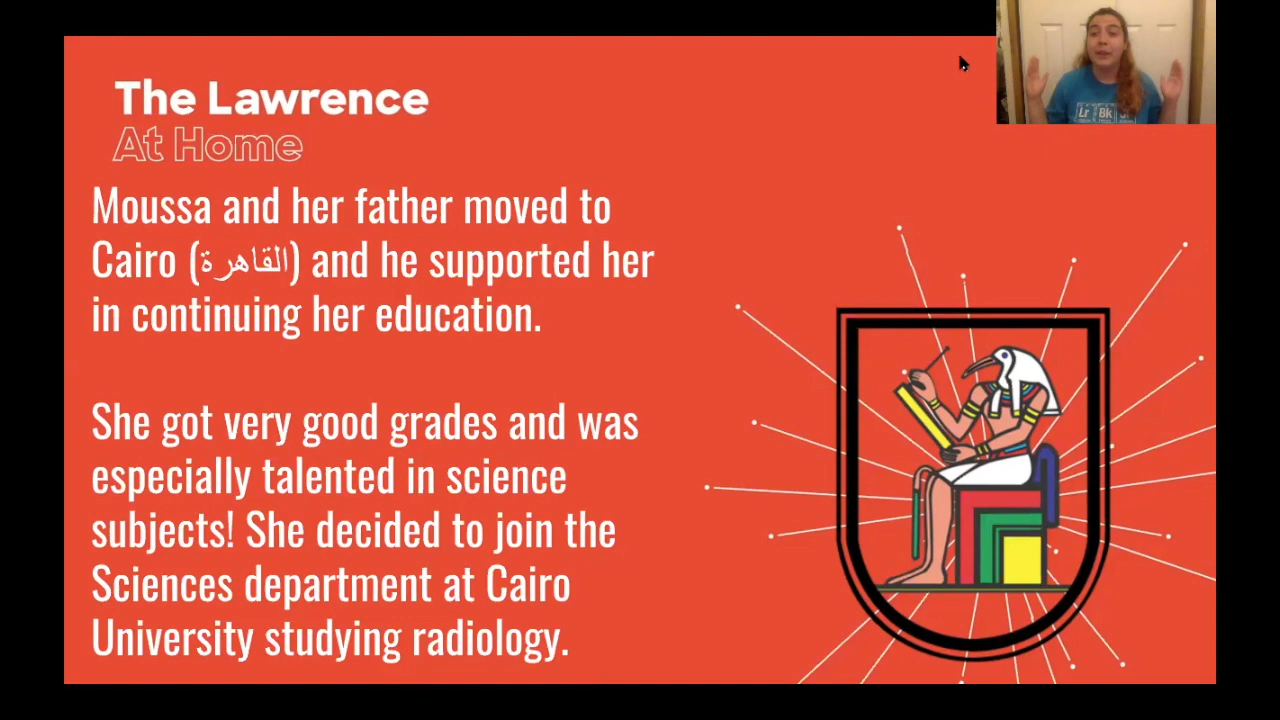 The Lawrence
At Home
Moussa and her father moved to
Cairo (القاهرة) and he supported her
in continuing her education.
She got very good grades and was
especially talented in science
subjects! She decided to join the
Sciences department at Cairo
University studying radiology.
Lr Bk